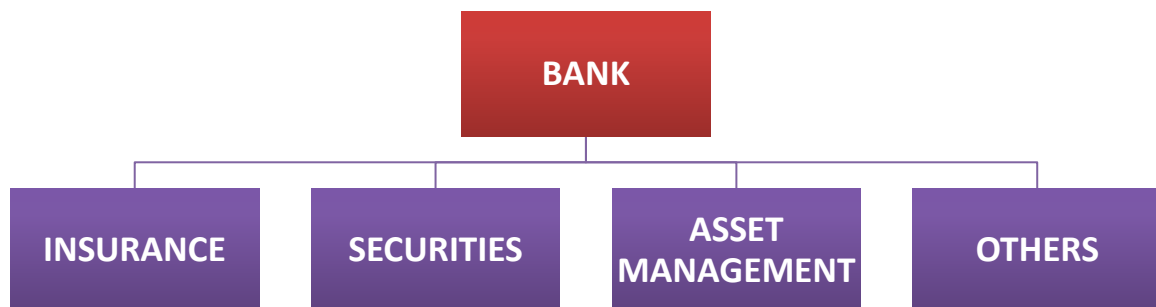 BANK
INSURANCE
SECURITIES
ASSET
MANAGEMENT
OTHERS